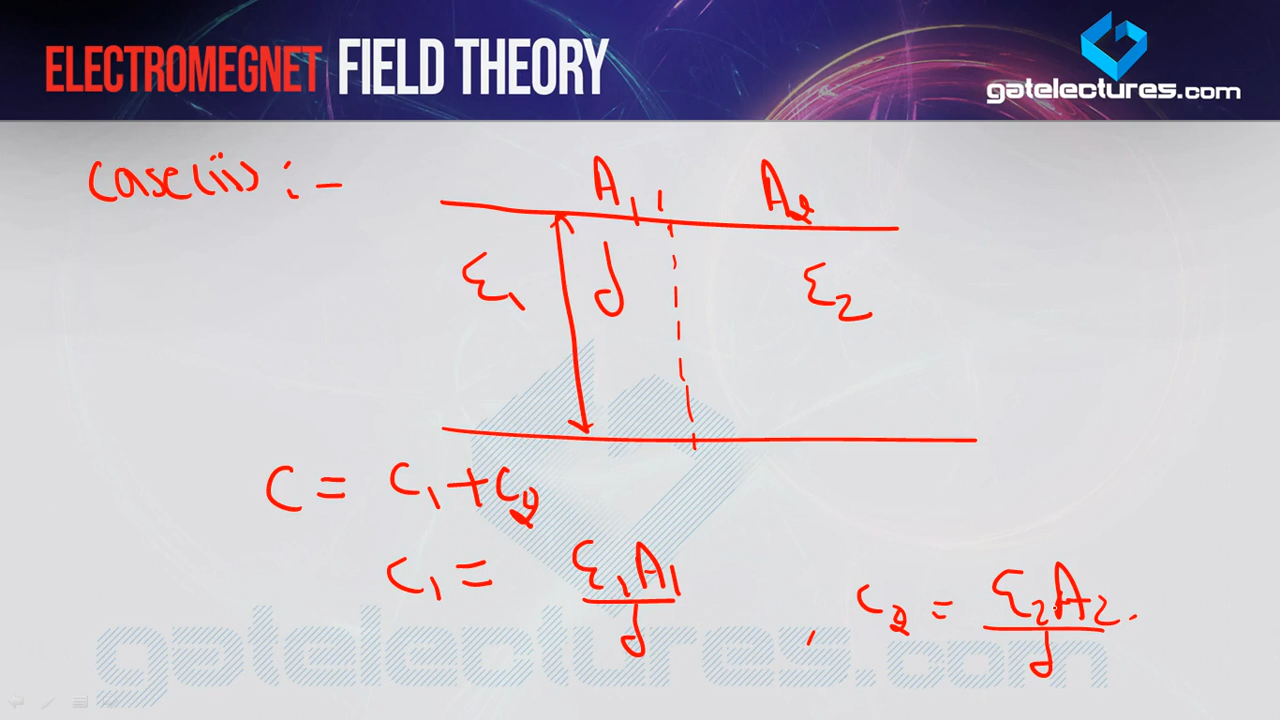 ELECTROMEGNET FIELD THEORY
gatelectures.com
Case(ii) :-
A₁ A₂
ε₁ d ε₂
C = C₁ + C₂
C₁ = ε₁A₁/d , C₂ = ε₂A₂/d .
gatelectures.com